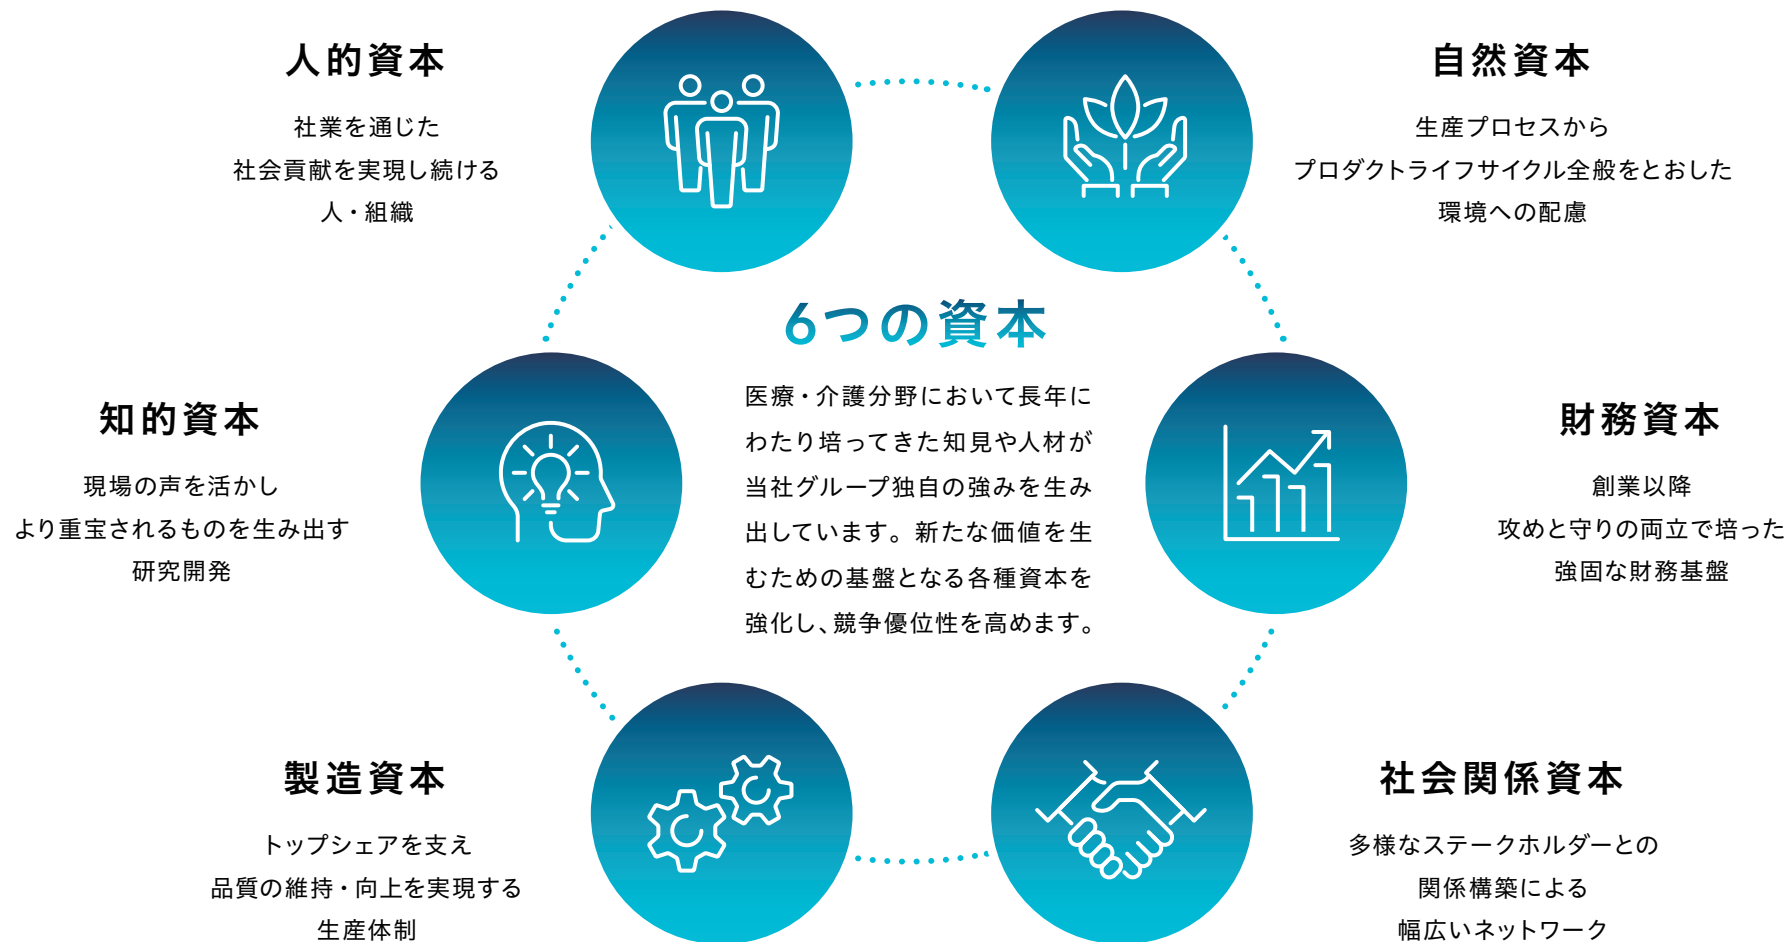 人的資本
社業を通じた
社会貢献を実現し続ける
人・組織
自然資本
生産プロセスから
プロダクトライフサイクル全般をとおした
環境への配慮
6つの資本
医療・介護分野において長年に
わたり培ってきた知見や人材が
当社グループ独自の強みを生み
出しています。新たな価値を生
むための基盤となる各種資本を
強化し、競争優位性を高めます。
知的資本
現場の声を活かし
より重宝されるものを生み出す
研究開発
財務資本
創業以降
攻めと守りの両立で培った
強固な財務基盤
製造資本
トップシェアを支え
品質の維持・向上を実現する
生産体制
社会関係資本
多様なステークホルダーとの
関係構築による
幅広いネットワーク